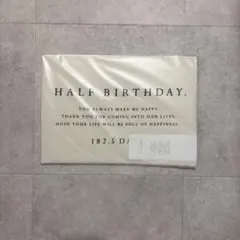 HALF BIRTHDAY.
YOU ALWAYS MAKE ME HAPPY.
THANK YOU FOR COMING INTO OUR LIVES.
HOPE YOUR LIFE WILL BE FULL OF HAPPINESS.
182.5 DA